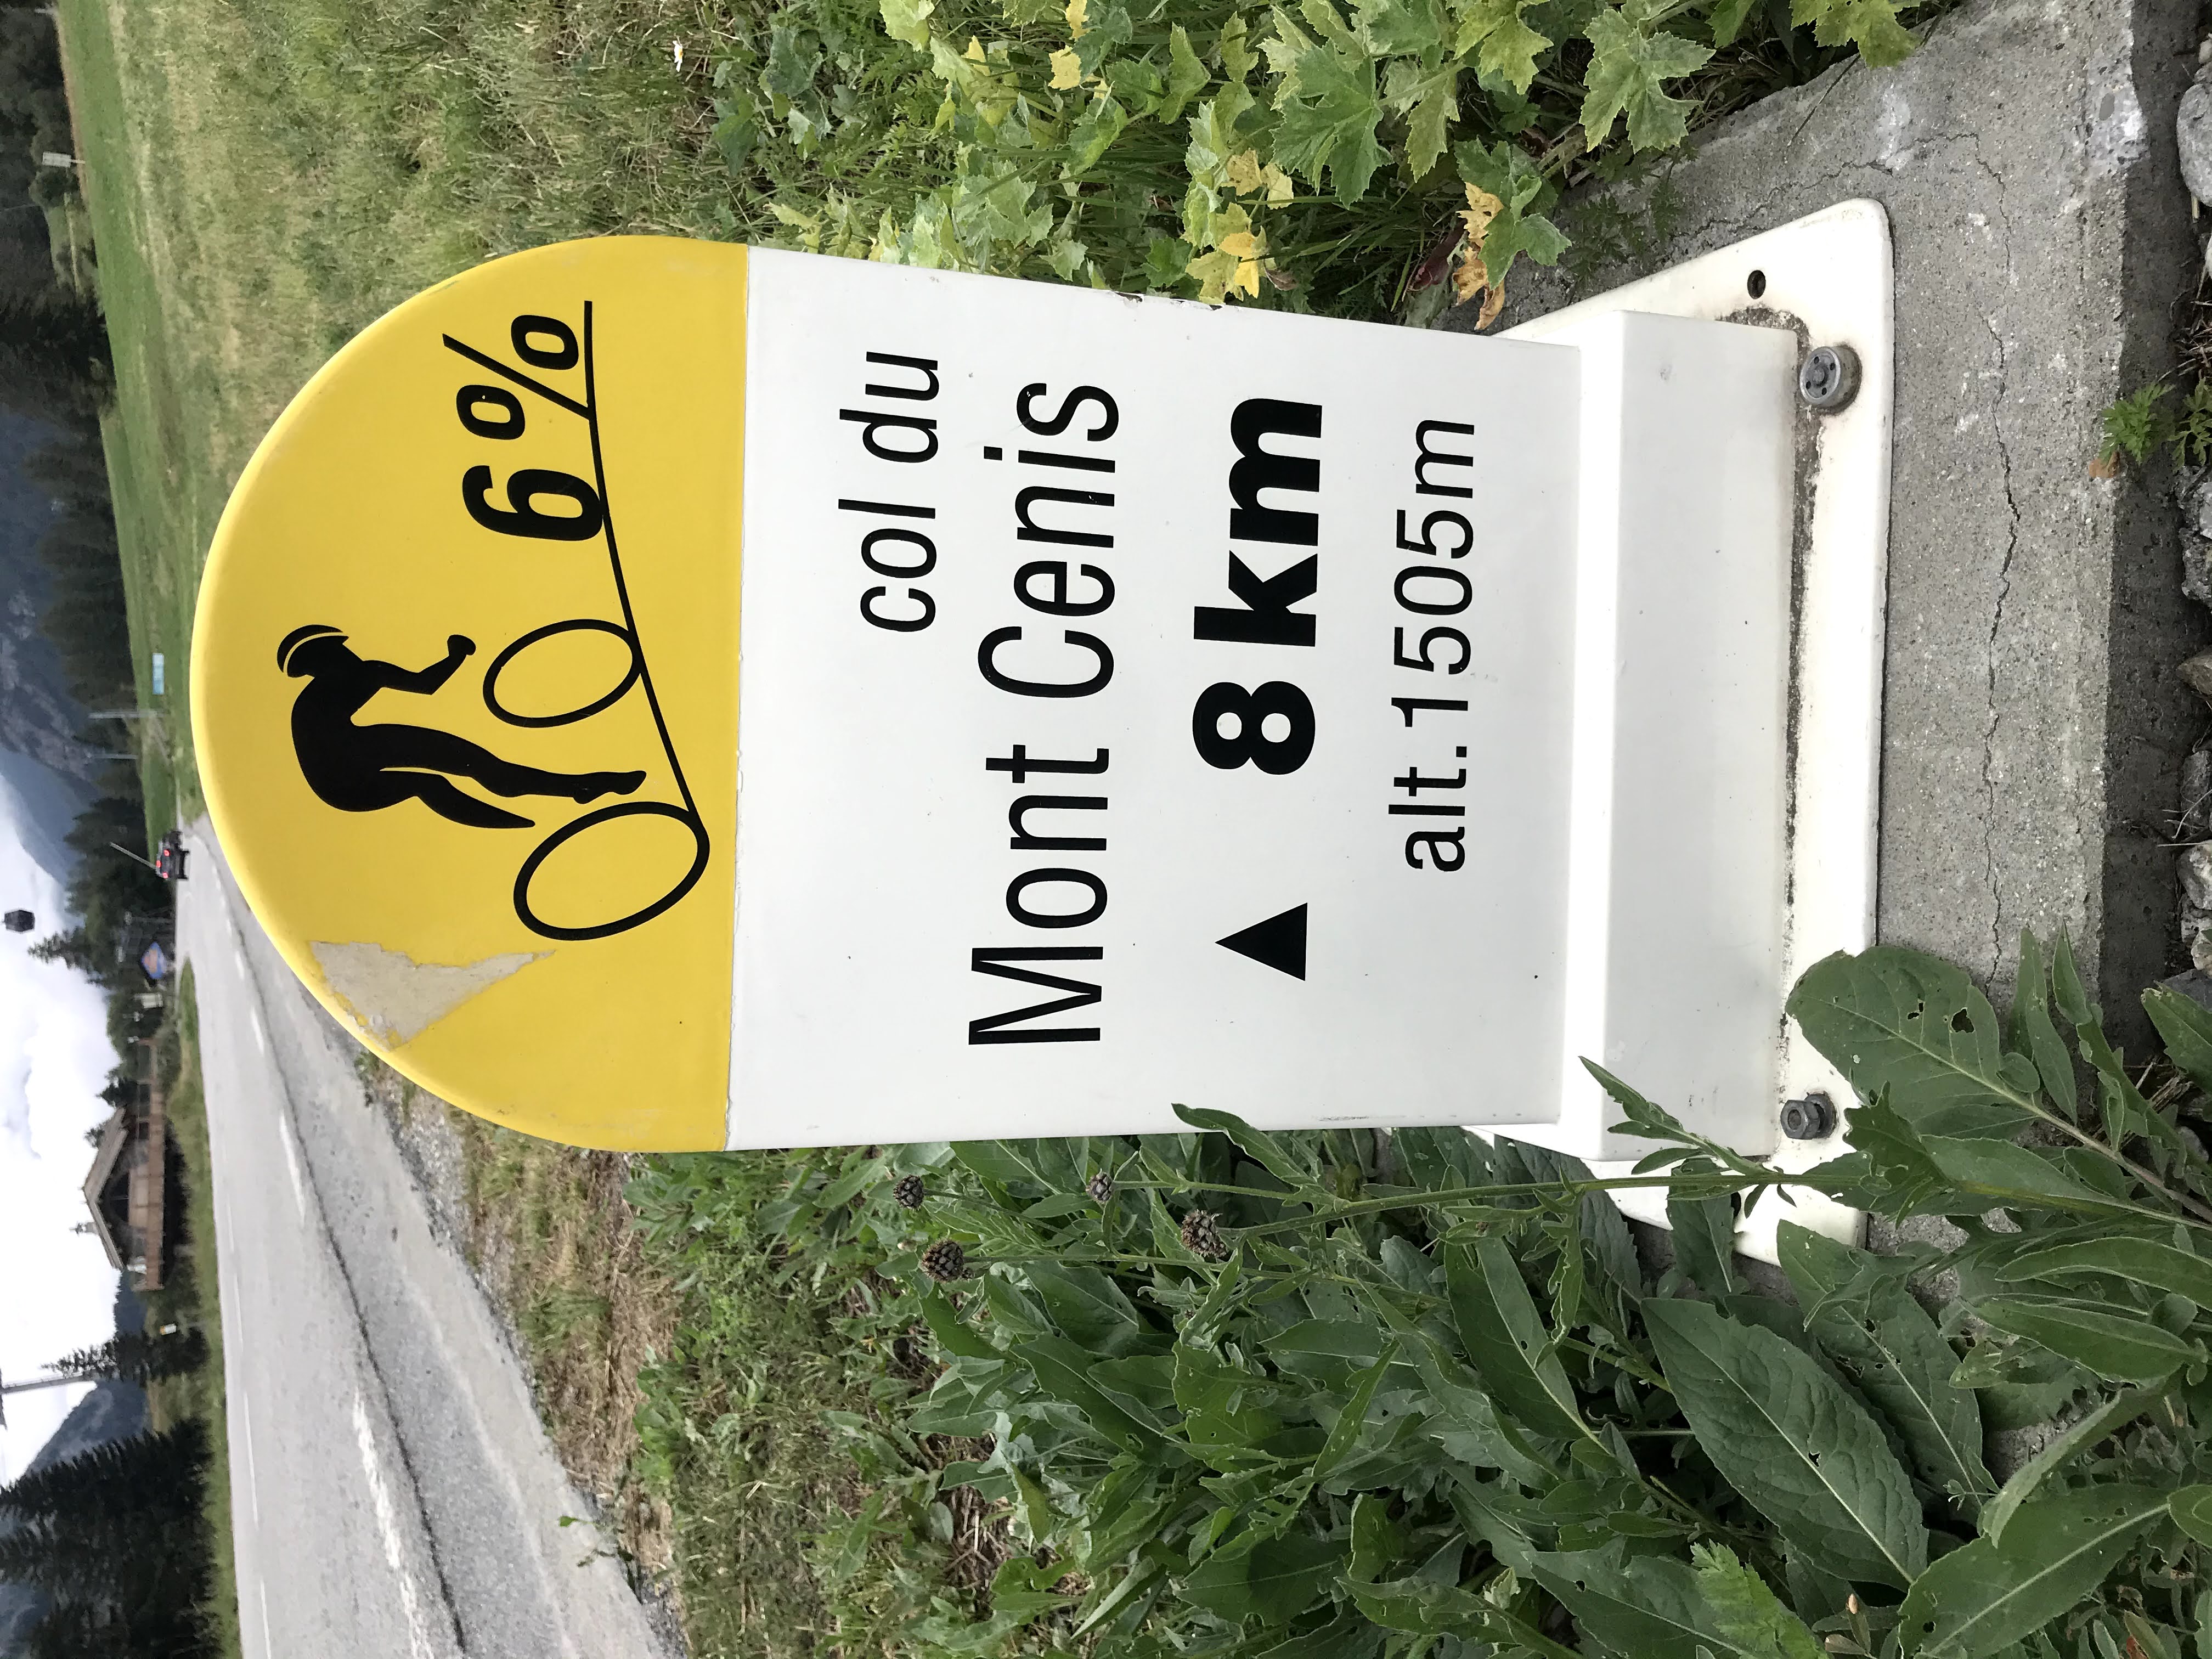 6%
col du
Mont Cenis
▲ 8 km
alt. 1505m